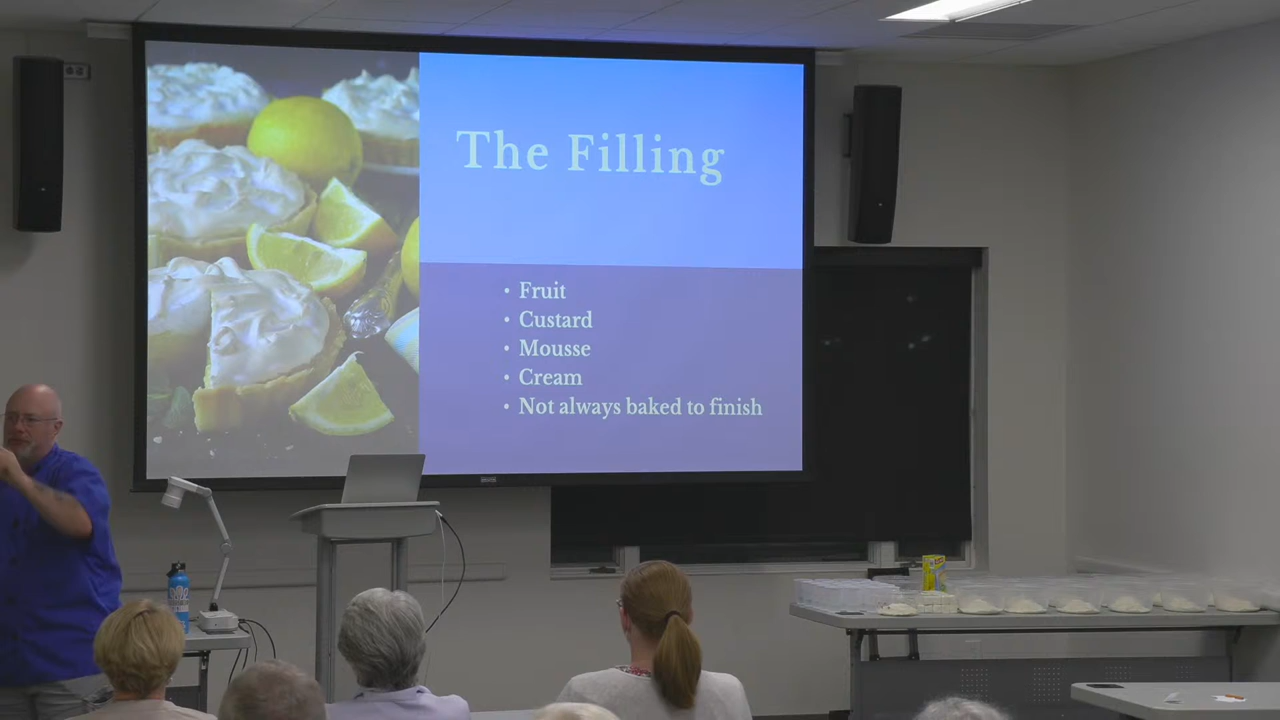 The Filling
• Fruit
• Custard
• Mousse
• Cream
• Not always baked to finish